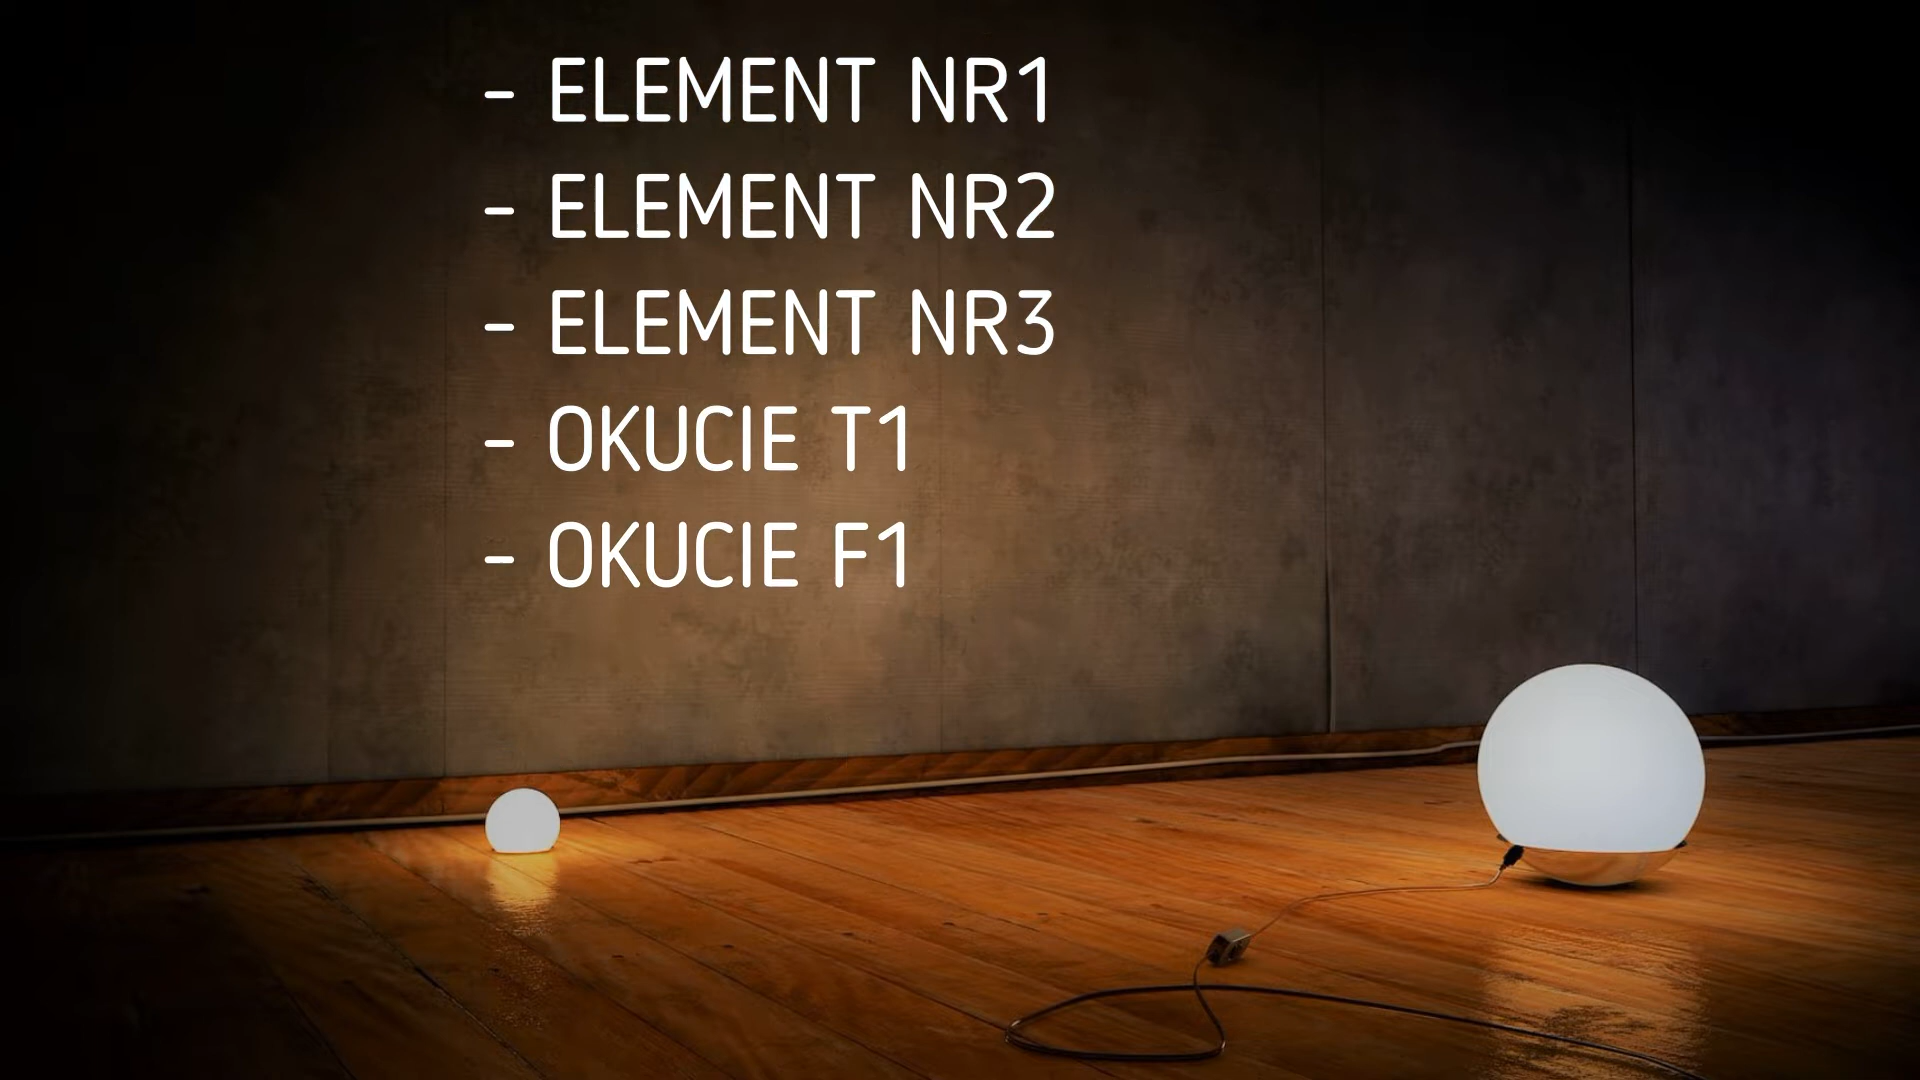 - ELEMENT NR1
- ELEMENT NR2
- ELEMENT NR3
- OKUCIE T1
- OKUCIE F1